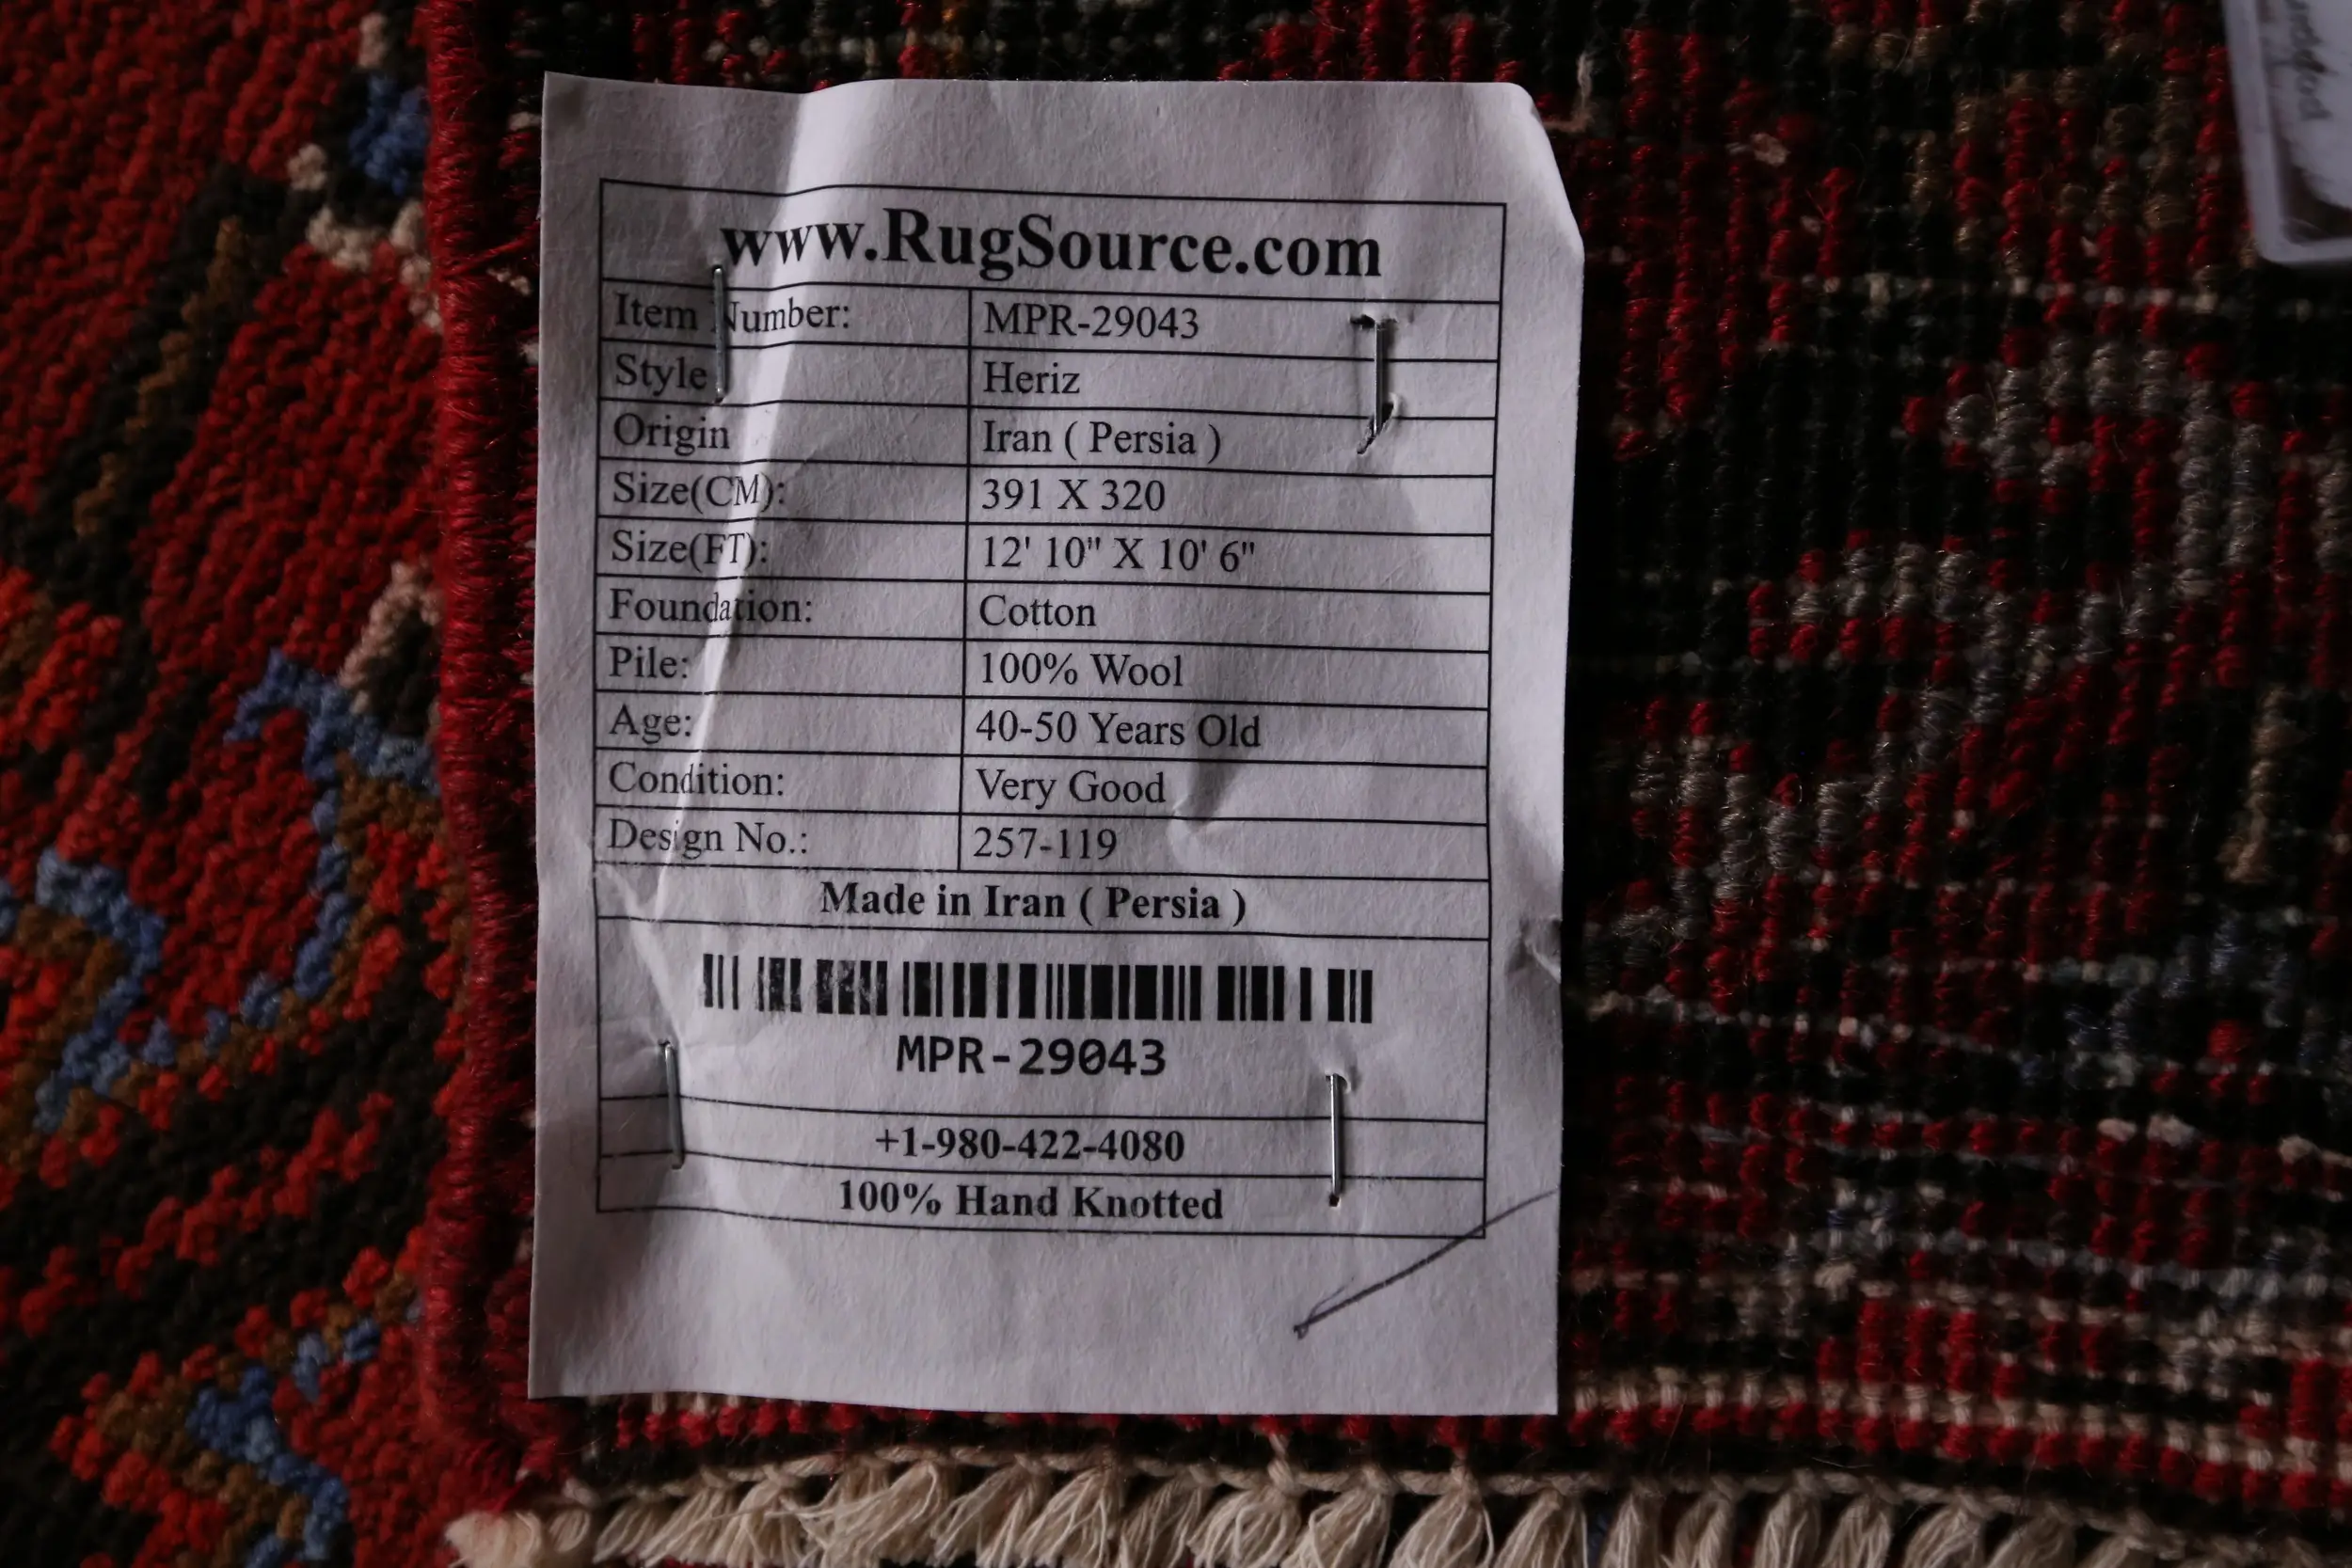 www.RugSource.com
Item Number: MPR-29043
Style Heriz
Origin Iran ( Persia )
Size(CM): 391 X 320
Size(FT): 12' 10" X 10' 6"
Foundation: Cotton
Pile: 100% Wool
Age: 40-50 Years Old
Condition: Very Good
Design No.: 257-119
Made in Iran ( Persia )
MPR-29043
+1-980-422-4080
100% Hand Knotted